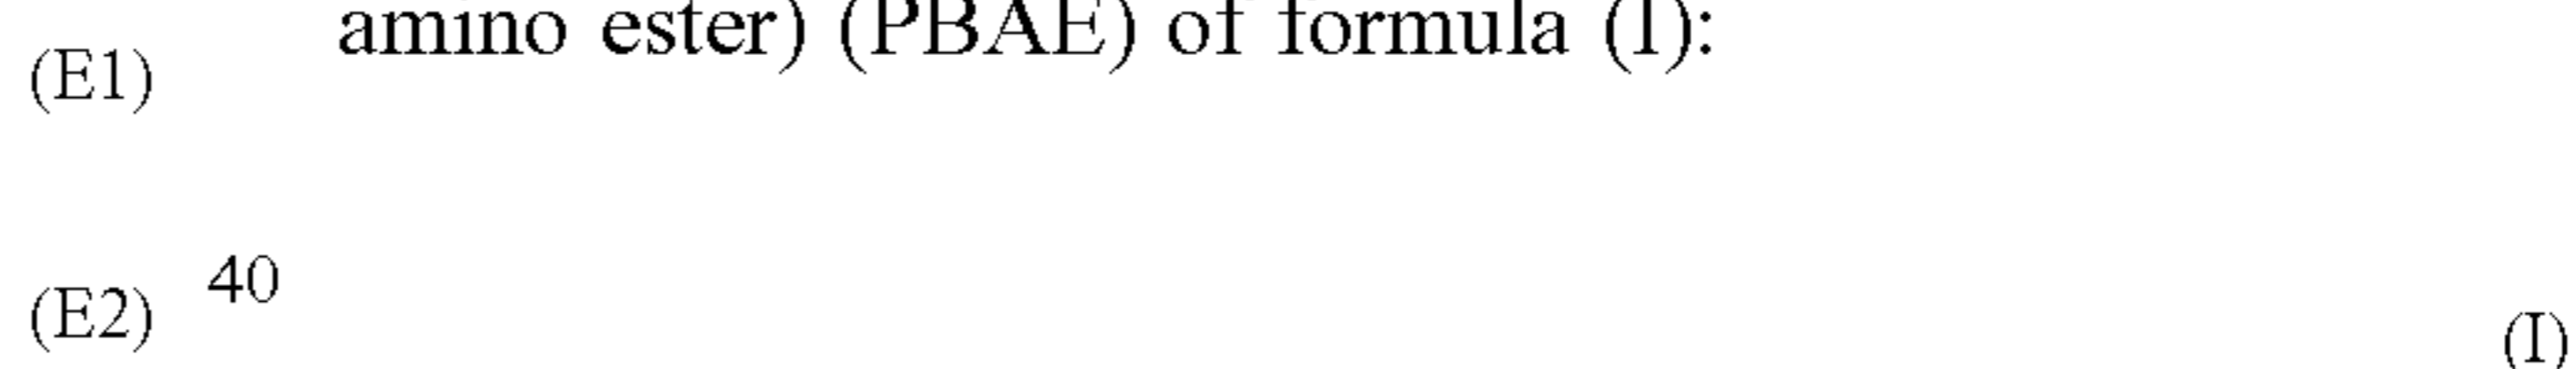 amino ester) (PBAE) of formula (I):
(E1)
40
(E2)
(I)